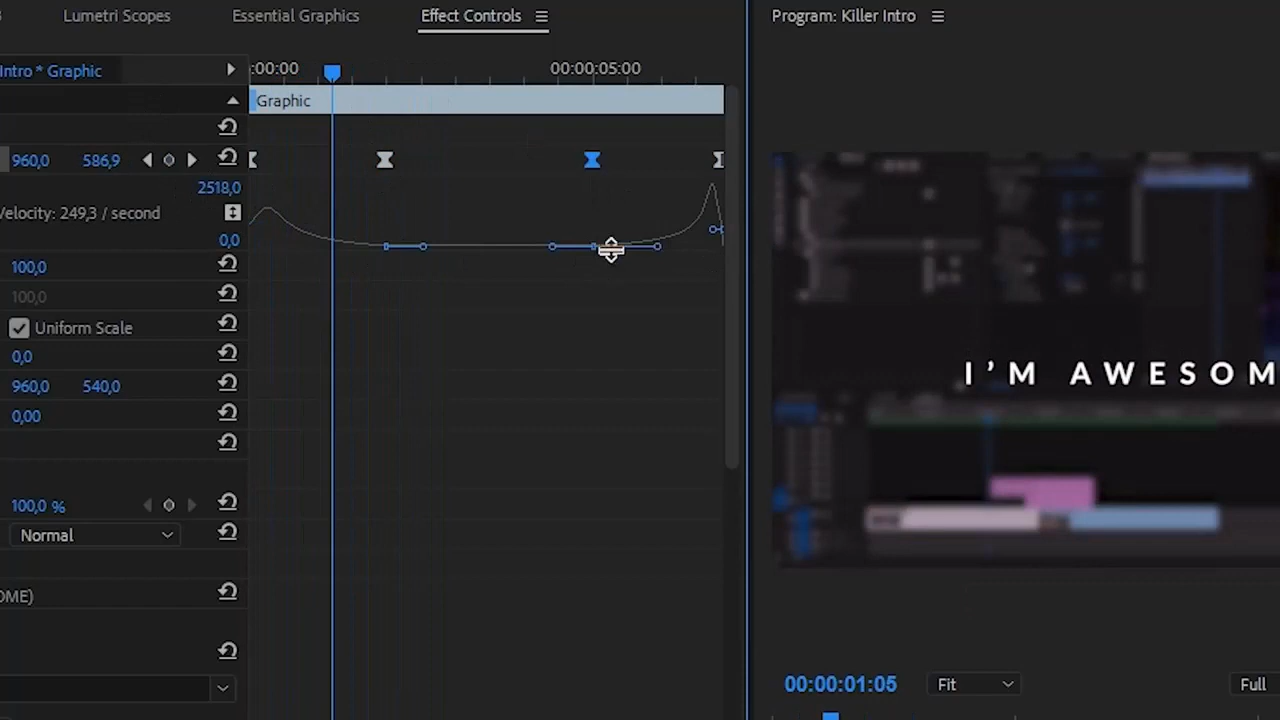 Lumetri Scopes
Essential Graphics
Effect Controls
Program: Killer Intro
Intro * Graphic
:00:00
00:00:05:00
Graphic
960,0 586,9
2518,0
Velocity: 249,3 / second
0,0
100,0
100,0
Uniform Scale
0,0
960,0 540,0
0,00
100,0 %
Normal
OME)
I'M AWESOM
00:00:01:05
Fit
Full